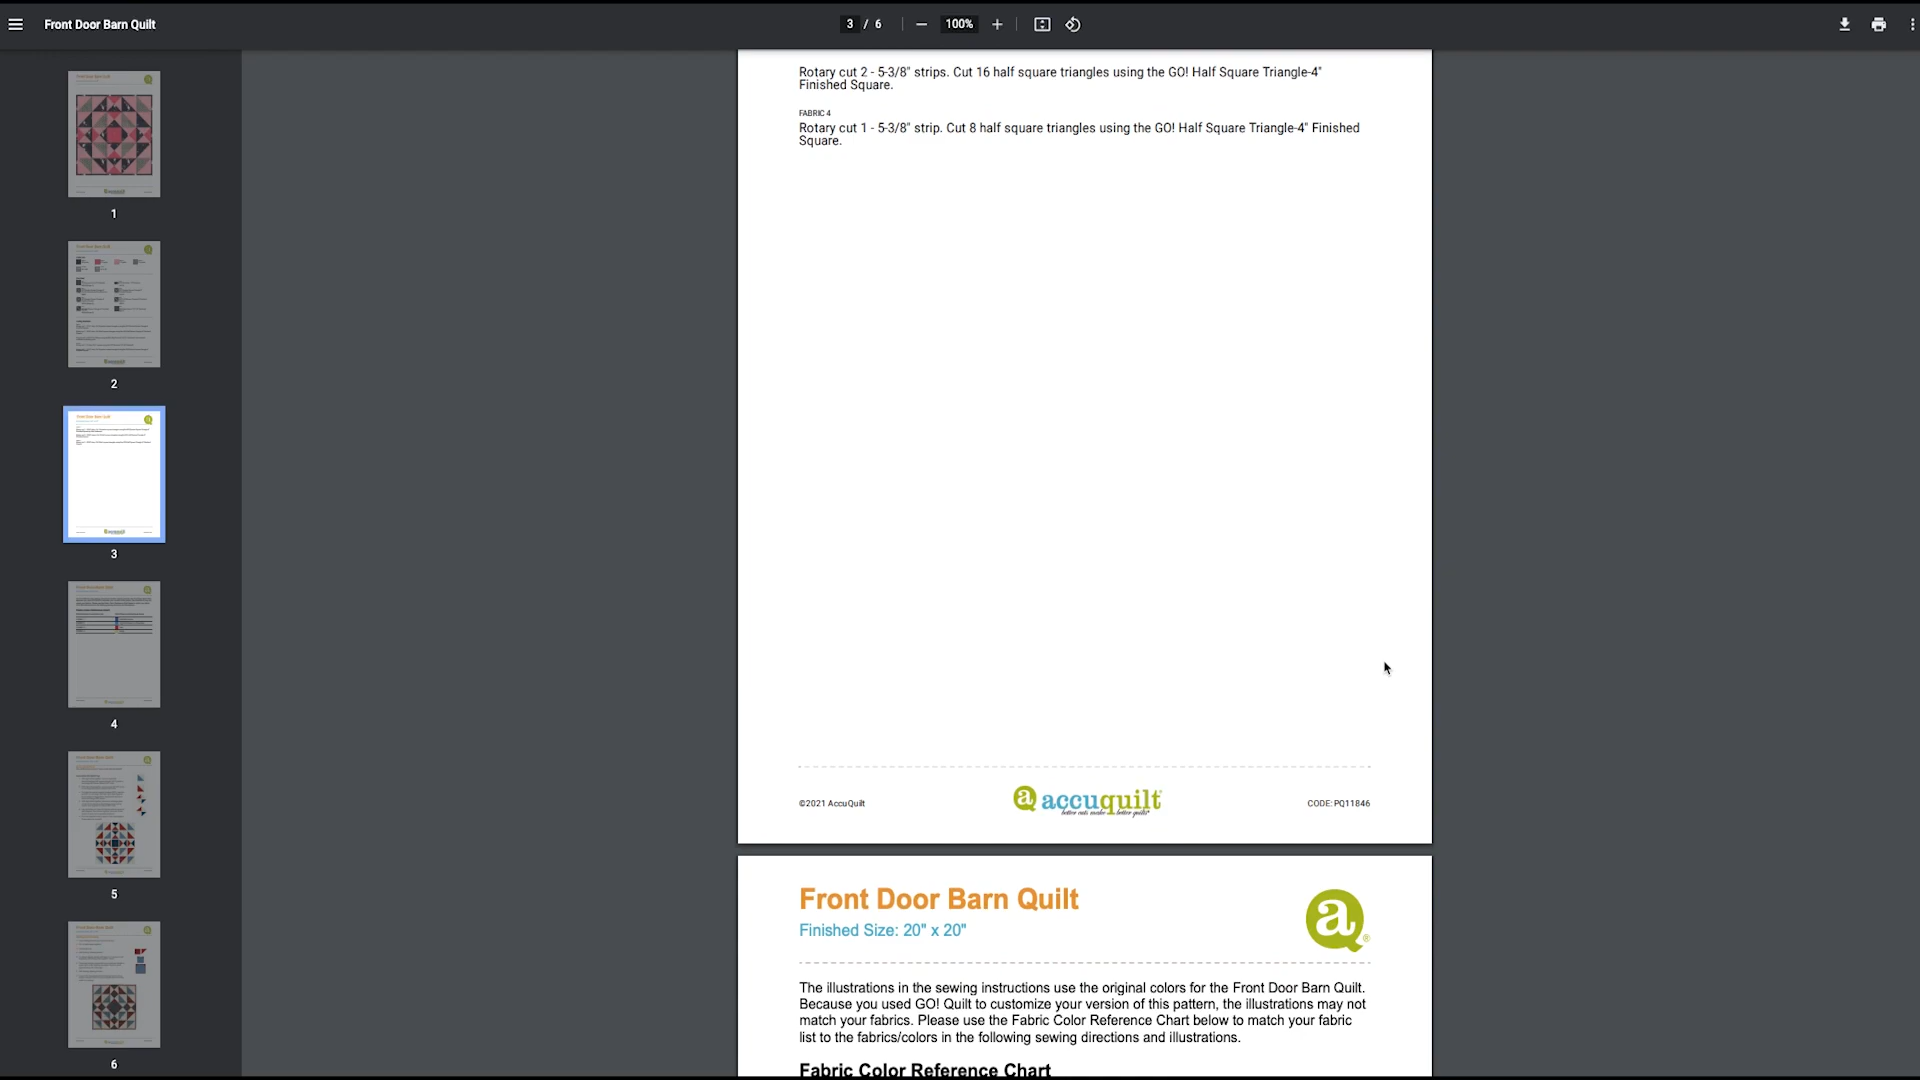 Front Door Barn Quilt
3 / 6
100%
Rotary cut 2 - 5-3/8" strips. Cut 16 half square triangles using the GO! Half Square Triangle-4"
Finished Square.
FABRIC 4
Rotary cut 1 - 5-3/8" strip. Cut 8 half square triangles using the GO! Half Square Triangle-4" Finished
Square.
©2021 AccuQuilt
a accuquilt
better cuts make better quilts
CODE: PQ11846
Front Door Barn Quilt
Finished Size: 20" x 20"
a
®
The illustrations in the sewing instructions use the original colors for the Front Door Barn Quilt.
Because you used GO! Quilt to customize your version of this pattern, the illustrations may not
match your fabrics. Please use the Fabric Color Reference Chart below to match your fabric
list to the fabrics/colors in the following sewing directions and illustrations.
Fabric Color Reference Chart
1
2
3
4
5
6